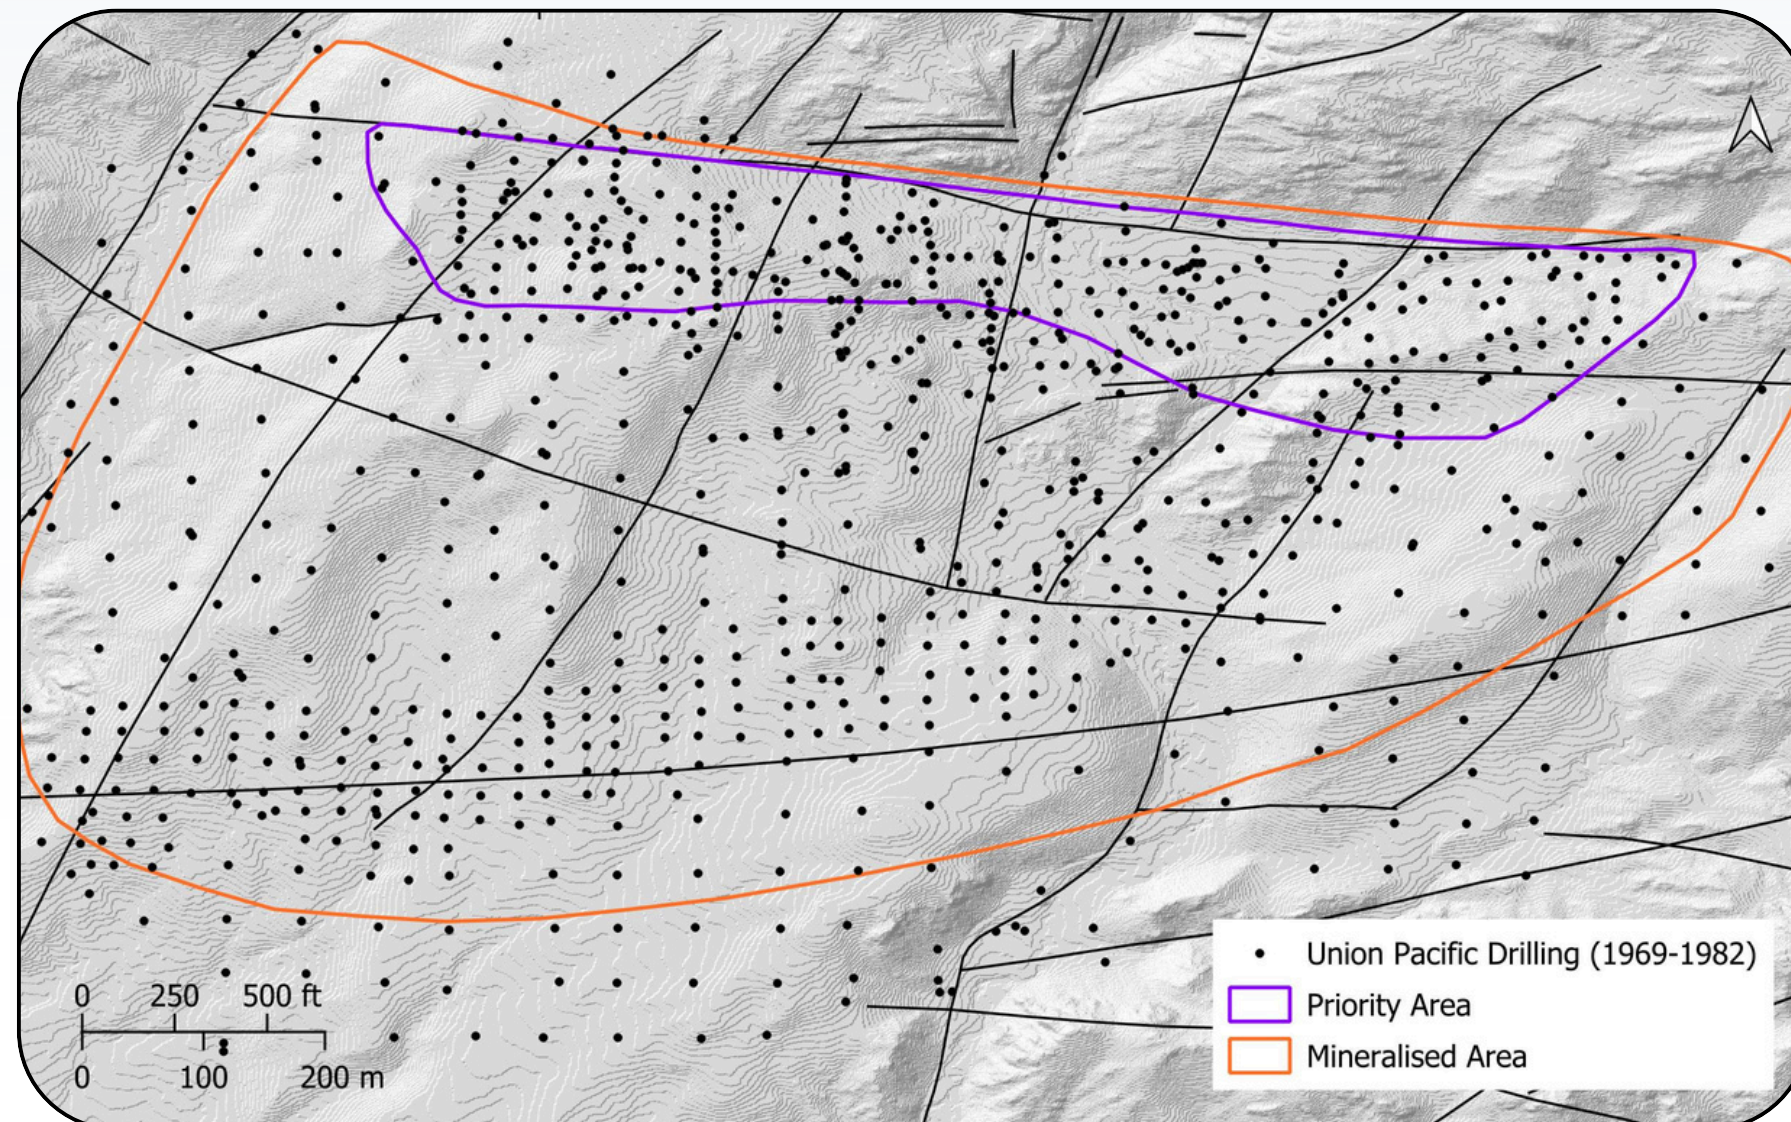 0 250 500 ft
0 100 200 m
Union Pacific Drilling (1969-1982)
Priority Area
Mineralised Area